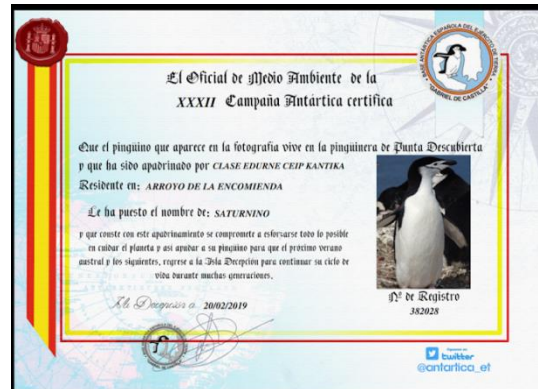 BASE ANTÁRTICA ESPAÑOLA DEL EJÉRCITO DE TIERRA
"GABRIEL DE CASTILLA"
El Oficial de Medio Ambiente de la
XXXII Campaña Antártica certifica
Que el pingüino que aparece en la fotografía vive en la pingüinera de Punta Descubierta
y que ha sido apadrinado por CLASE EDURNE CEIP KANTIKA
Residente en: ARROYO DE LA ENCOMIENDA
Le ha puesto el nombre de: SATURNINO
y que conste con este apadrinamiento se compromete a esforzarse todo lo posible
en cuidar el planeta y así ayudar a su pingüino para que el próximo verano
austral y los siguientes, regrese a la Isla Decepción para continuar su ciclo de
vida durante muchas generaciones.
Isla Decepción a 20/02/2019
Nº de Registro
382028
twitter
@antartica_et